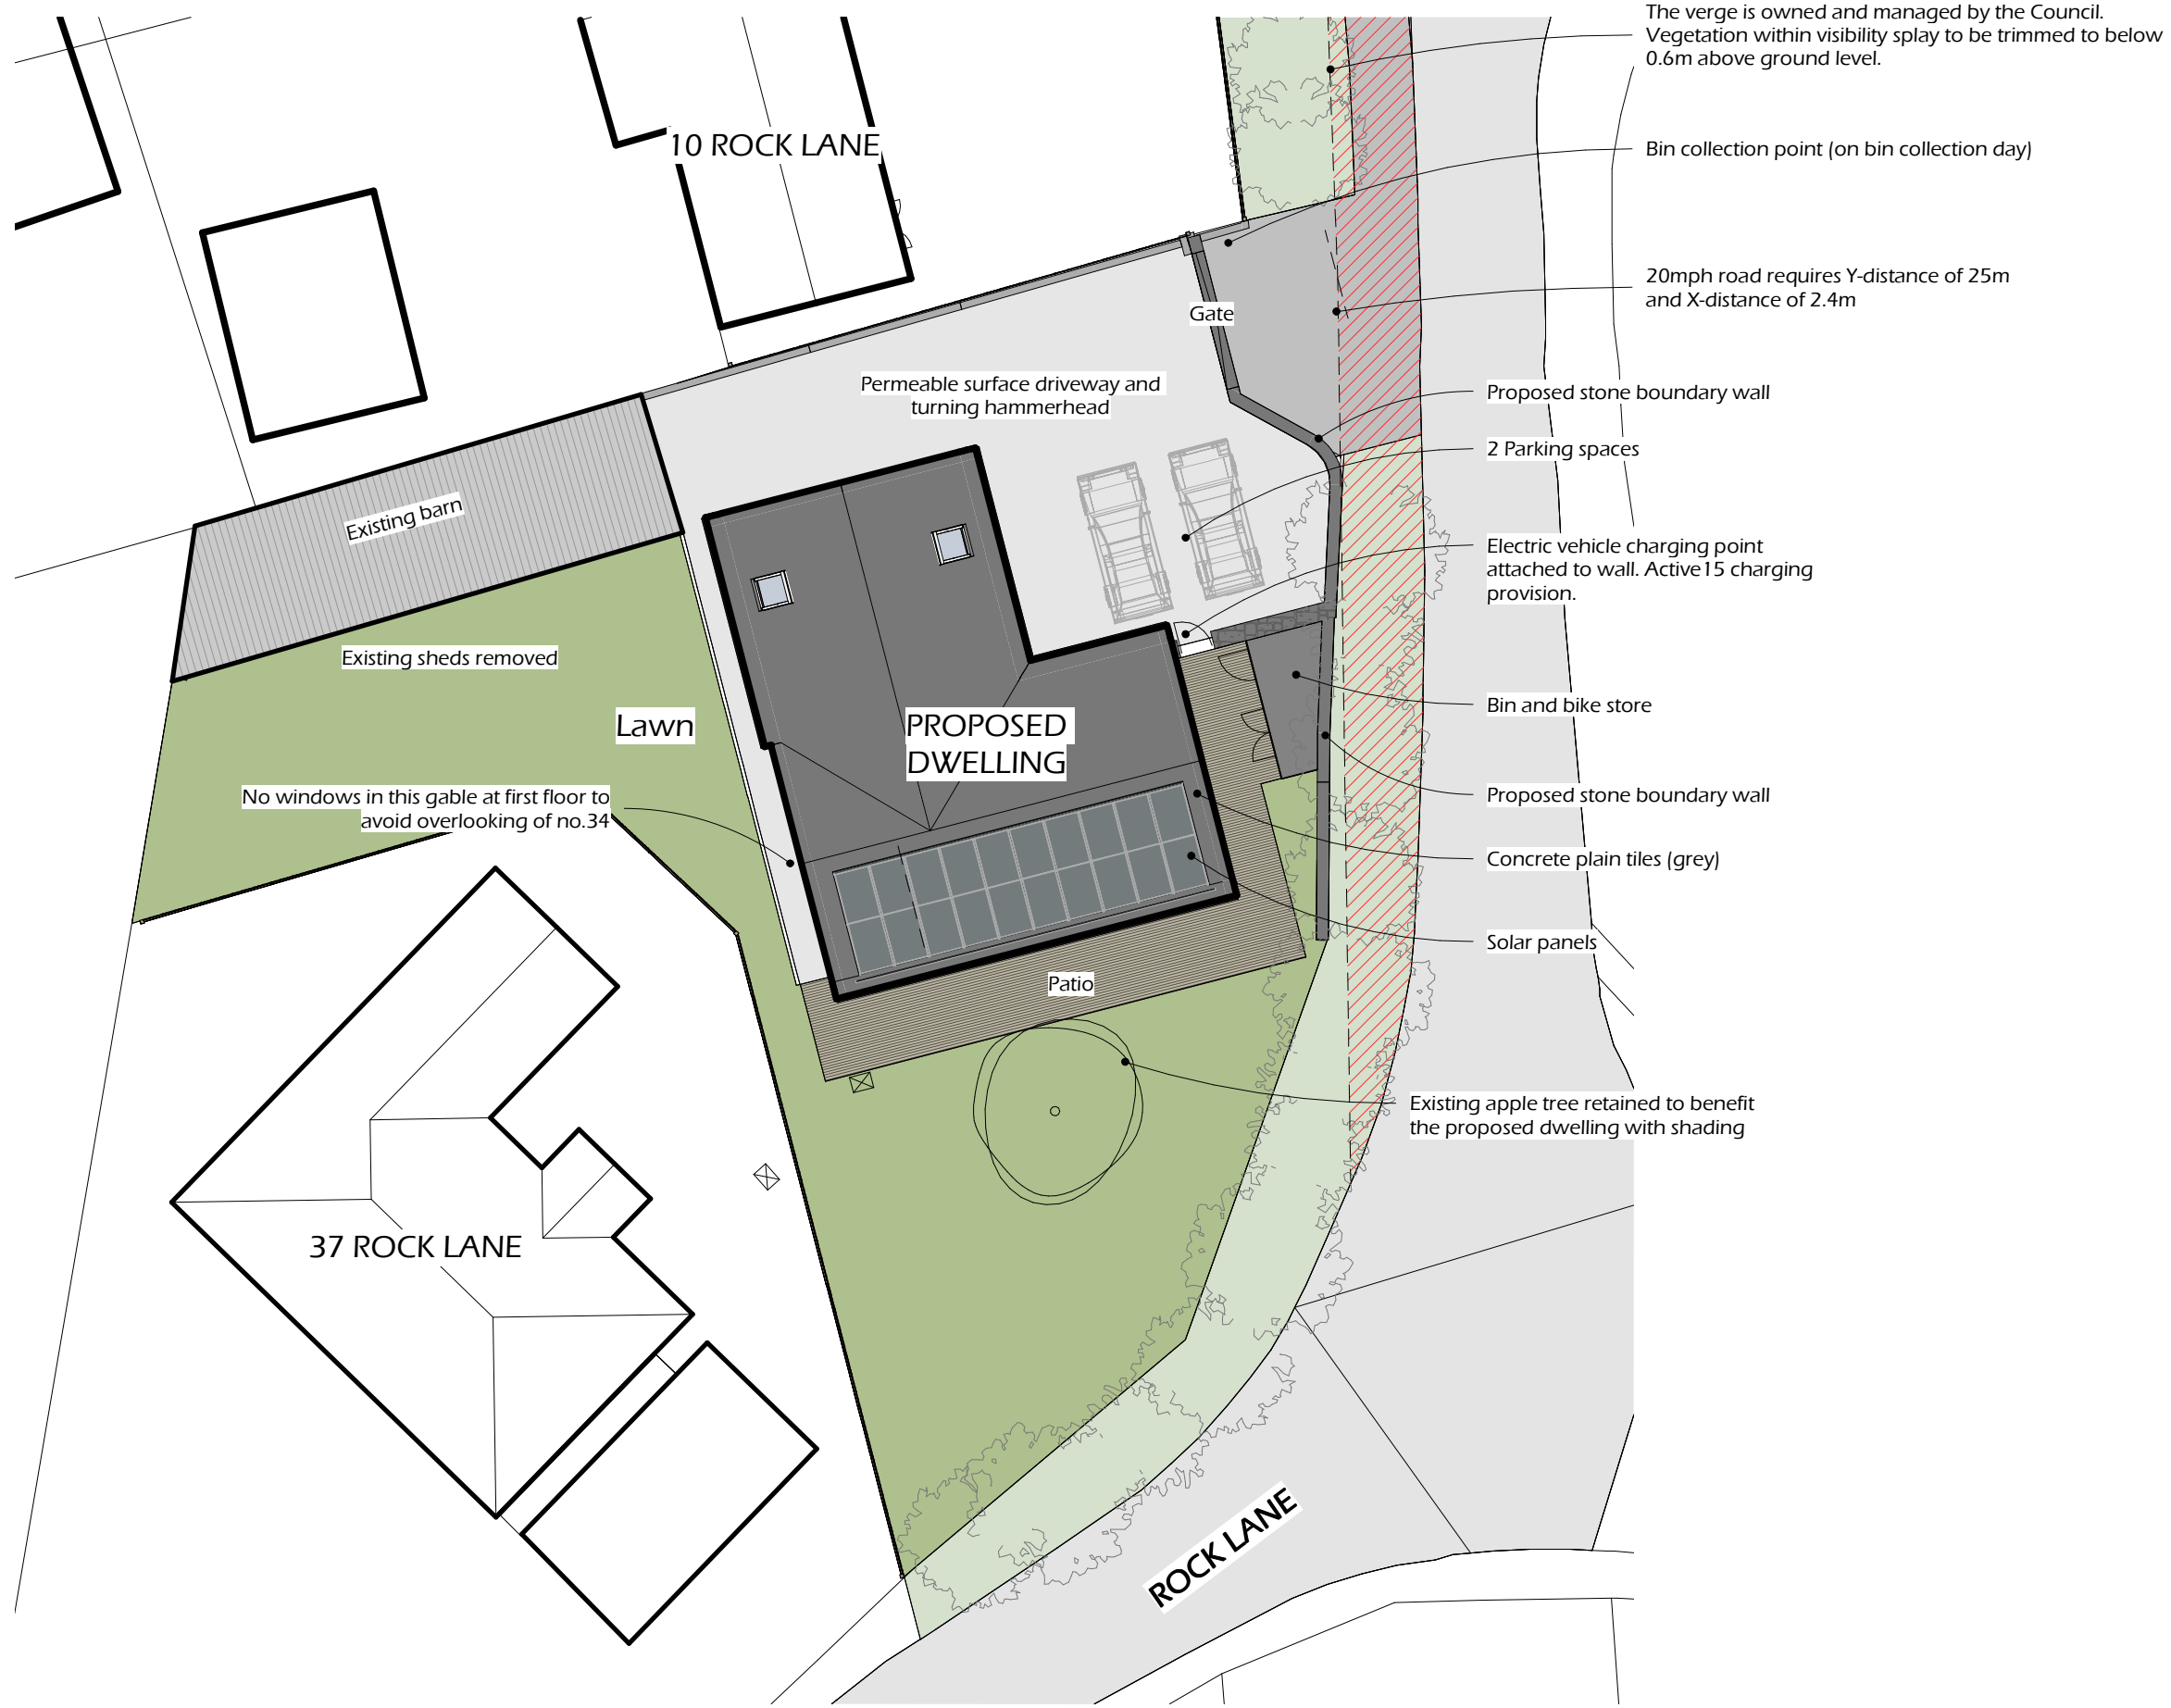 The verge is owned and managed by the Council.
Vegetation within visibility splay to be trimmed to below
0.6m above ground level.
10 ROCK LANE
Bin collection point (on bin collection day)
20mph road requires Y-distance of 25m
and X-distance of 2.4m
Gate
Permeable surface driveway and
turning hammerhead
Proposed stone boundary wall
2 Parking spaces
Existing barn
Electric vehicle charging point
attached to wall. Active15 charging
provision.
Existing sheds removed
Lawn
PROPOSED
DWELLING
Bin and bike store
No windows in this gable at first floor to
avoid overlooking of no.34
Proposed stone boundary wall
Concrete plain tiles (grey)
Solar panels
Patio
Existing apple tree retained to benefit
the proposed dwelling with shading
37 ROCK LANE
ROCK LANE